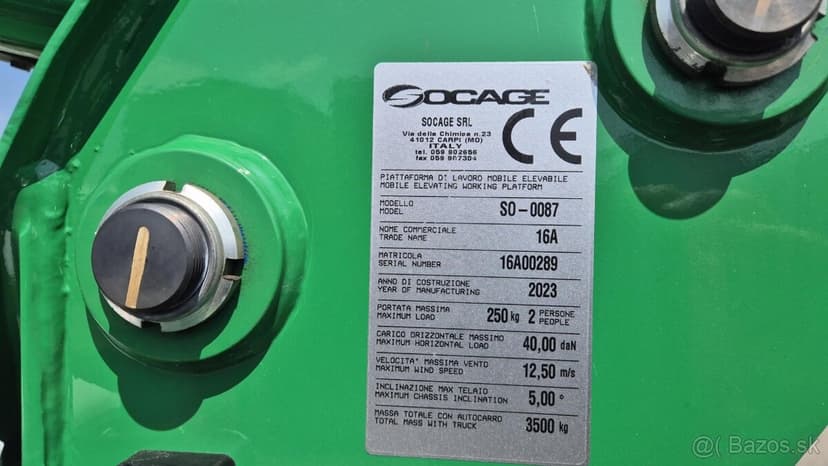 SOCAGE
CE
SOCAGE SRL
Via della Chimica n.23
41012 CARPI (MO)
ITALY
tel. 059 902656
fax 059 907304
PIATTAFORMA DI LAVORO MOBILE ELEVABILE
MOBILE ELEVATING WORKING PLATFORM
MODELLO
MODEL
SO-0087
NOME COMMERCIALE
TRADE NAME
16A
MATRICOLA
SERIAL NUMBER
16A00289
ANNO DI COSTRUZIONE
YEAR OF MANUFACTURING
2023
PORTATA MASSIMA
MAXIMUM LOAD
250 kg 2 PERSONE
PEOPLE
CARICO ORIZZONTALE MASSIMO
MAXIMUM HORIZONTAL LOAD
40,00 daN
VELOCITA' MASSIMA VENTO
MAXIMUM WIND SPEED
12,50 m/s
INCLINAZIONE MAX TELAIO
MAXIMUM CHASSIS INCLINATION
5,00 °
MASSA TOTALE CON AUTOCARRO
TOTAL MASS WITH TRUCK
3500 kg
@ Bazos.sk